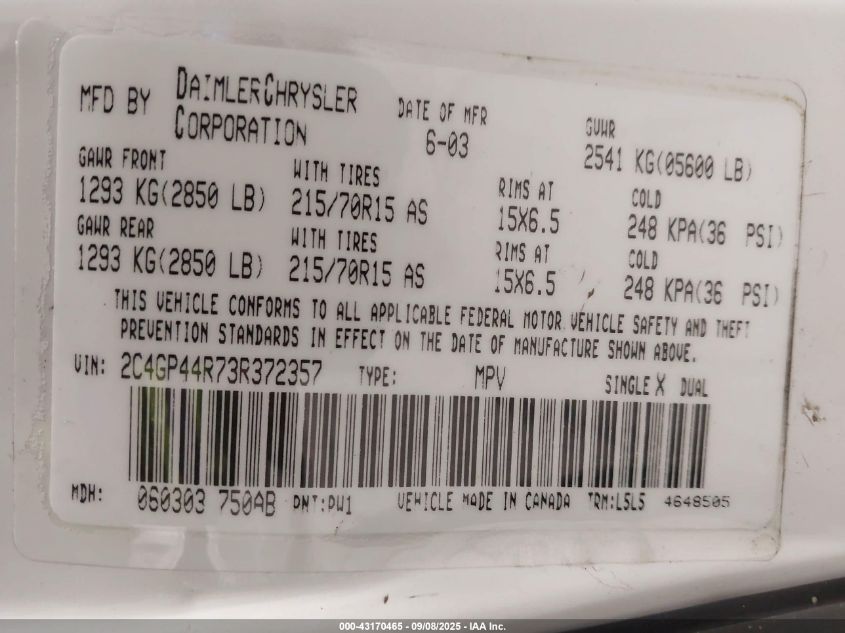 MFD BY DAIMLERCHRYSLER CORPORATION
DATE OF MFR 6-03
GVWR 2541 KG(05600 LB)
GAWR FRONT WITH TIRES RIMS AT COLD
1293 KG(2850 LB) 215/70R15 AS 15X6.5 248 KPA(36 PSI)
GAWR REAR WITH TIRES RIMS AT COLD
1293 KG(2850 LB) 215/70R15 AS 15X6.5 248 KPA(36 PSI)
THIS VEHICLE CONFORMS TO ALL APPLICABLE FEDERAL MOTOR VEHICLE SAFETY AND THEFT
PREVENTION STANDARDS IN EFFECT ON THE DATE OF MANUFACTURE SHOWN ABOVE.
VIN: 2C4GP44R73R372357 TYPE: MPV SINGLE X DUAL
MDH: 060303 750AB PNT:PW1 VEHICLE MADE IN CANADA TRM:L5L5 4648505
000-43170465 - 09/08/2025 - IAA Inc.